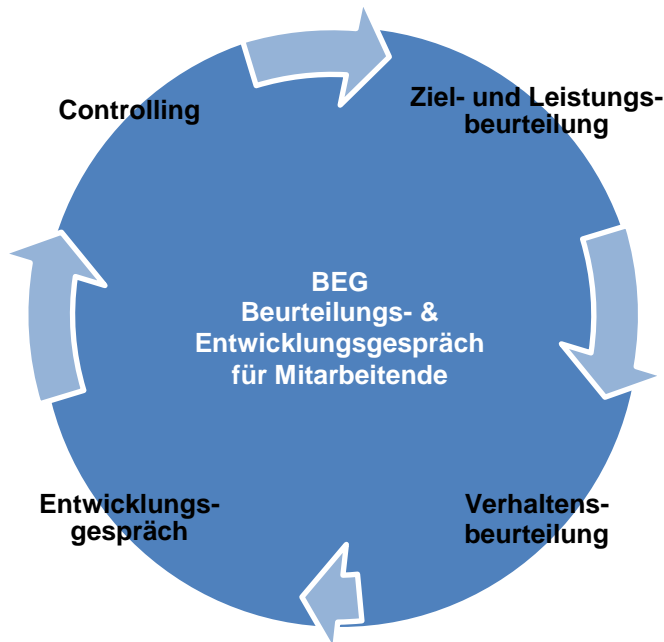 Controlling
Ziel- und Leistungs-
beurteilung
BEG
Beurteilungs- &
Entwicklungsgespräch
für Mitarbeitende
Entwicklungs-
gespräch
Verhaltens-
beurteilung